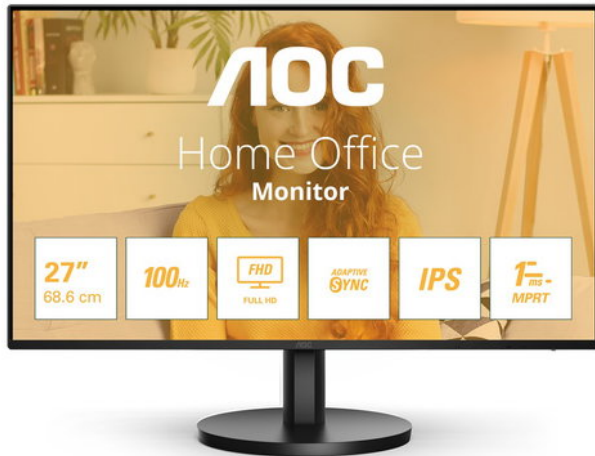 AOC
Home Office
Monitor
27"
68.6 cm
100Hz
FHD
FULL HD
ADAPTIVE
SYNC
IPS
1ms-
MPRT
AOC